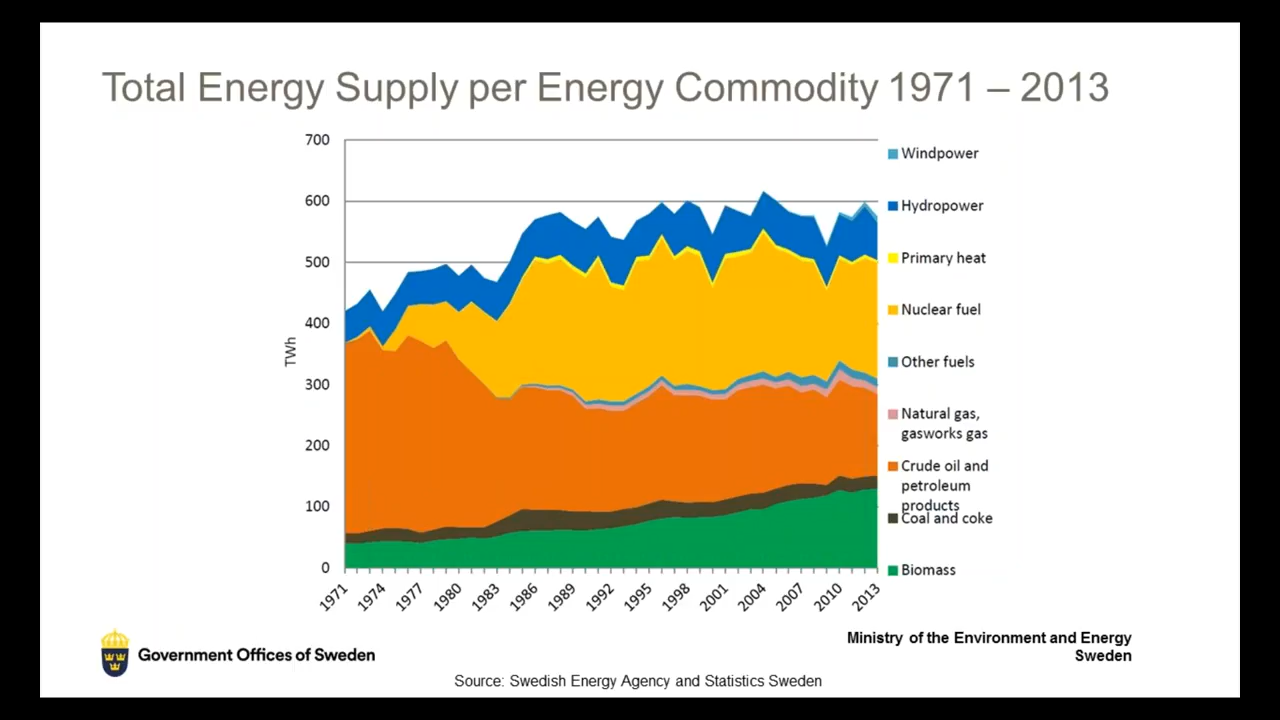 Total Energy Supply per Energy Commodity 1971 – 2013
700
600
500
400
300
200
100
0
TWh
1971
1974
1977
1980
1983
1986
1989
1992
1995
1998
2001
2004
2007
2010
2013
Windpower
Hydropower
Primary heat
Nuclear fuel
Other fuels
Natural gas,
gasworks gas
Crude oil and
petroleum
products
Coal and coke
Biomass
Government Offices of Sweden
Ministry of the Environment and Energy
Sweden
Source: Swedish Energy Agency and Statistics Sweden